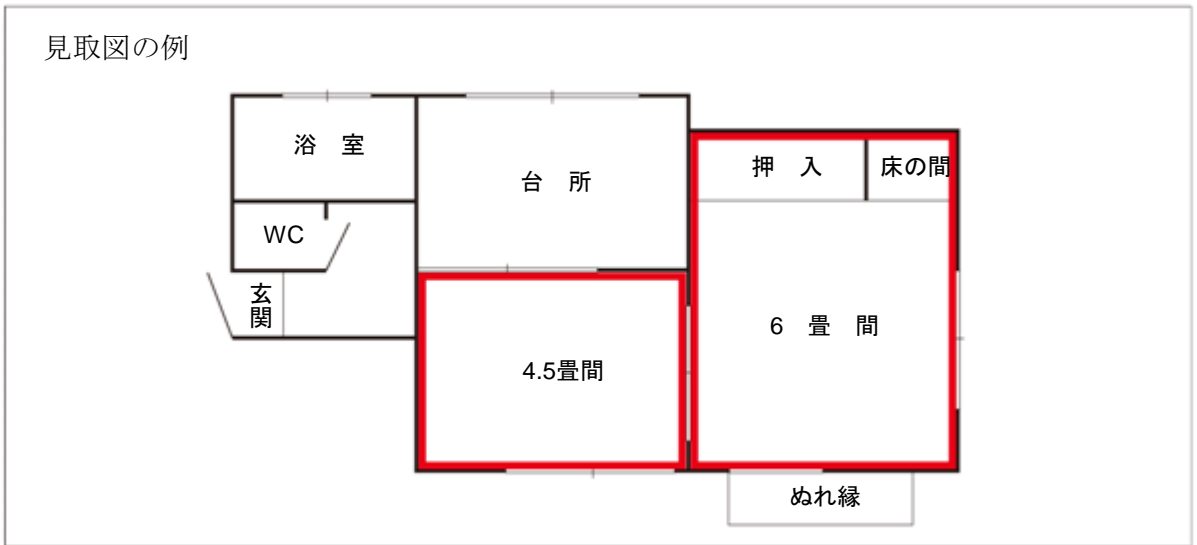 見取図の例
浴 室
台 所
押 入
床の間
WC
玄関
6 畳 間
4.5畳間
ぬれ縁